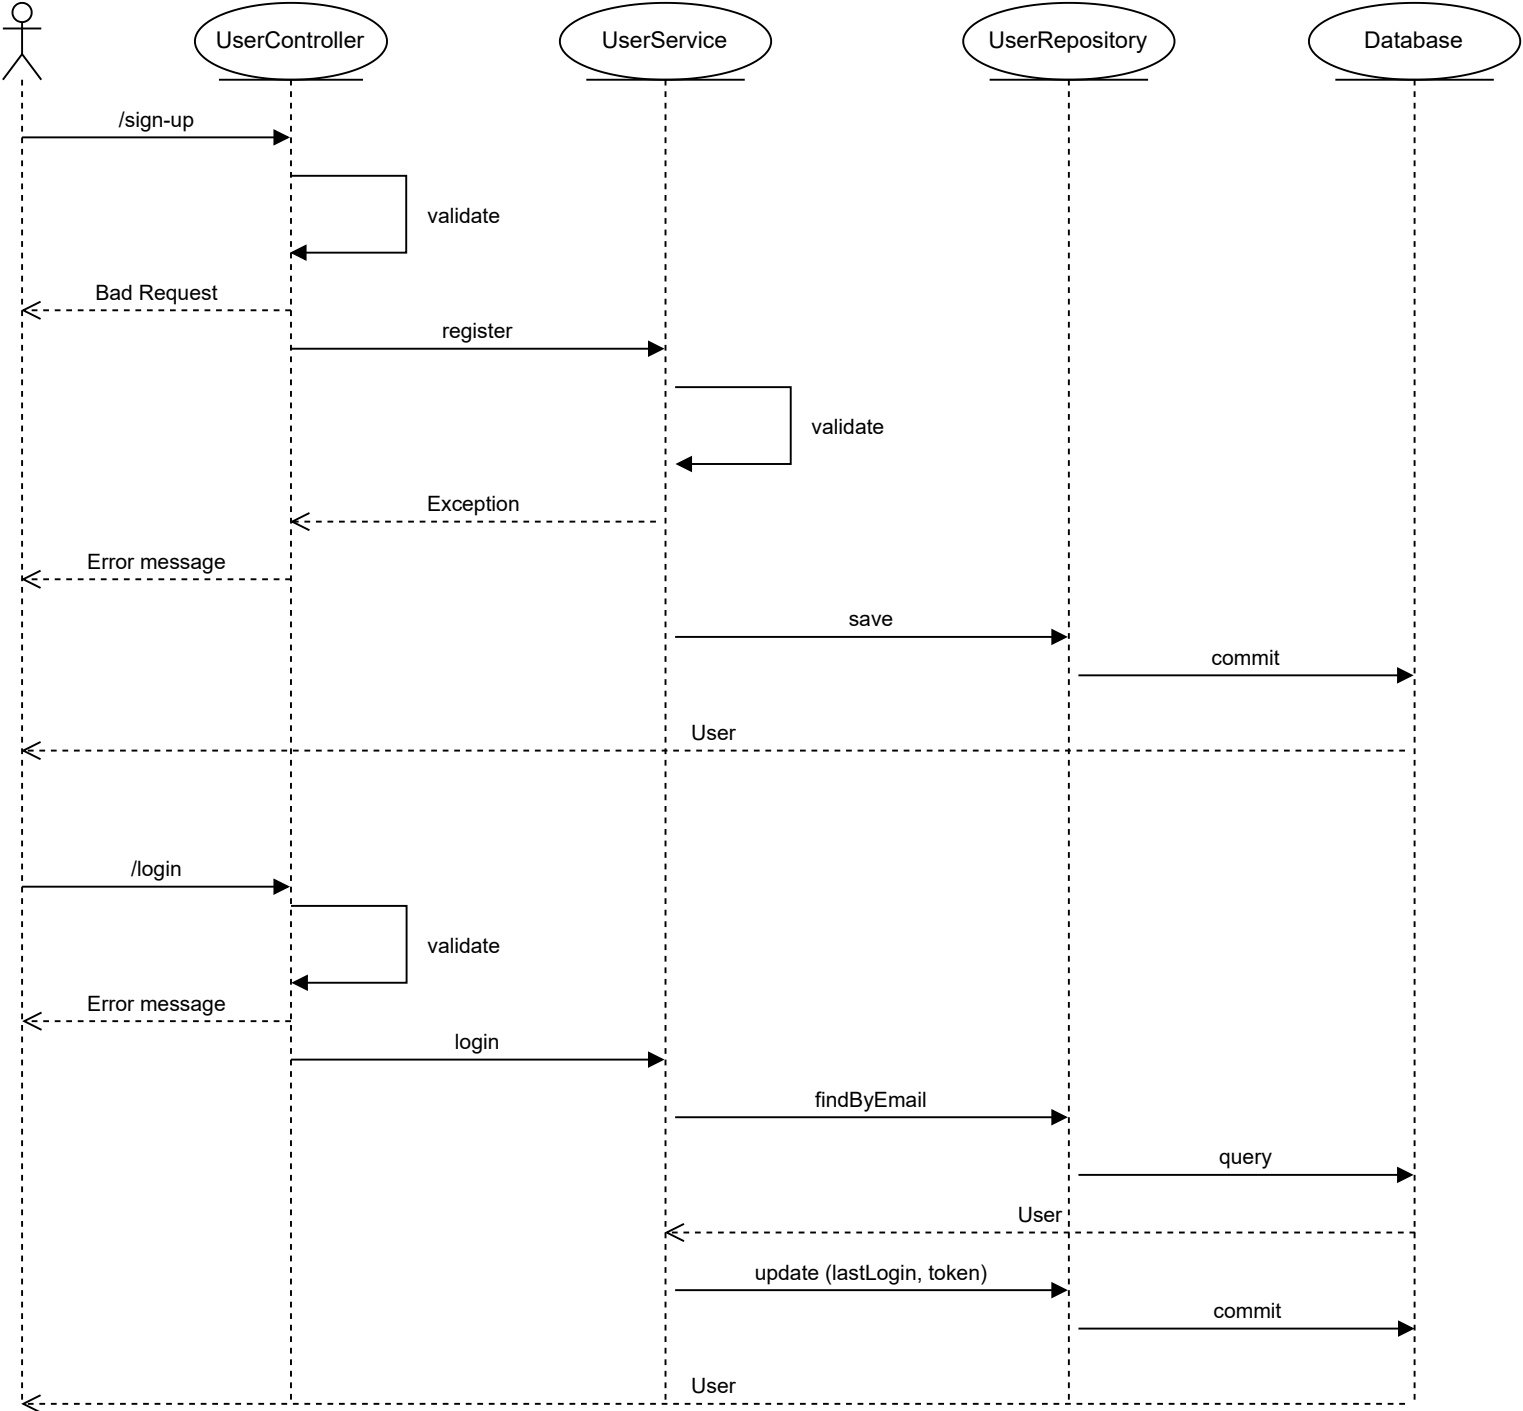 UserController
UserService
UserRepository
Database
/sign-up
validate
Bad Request
register
validate
Exception
Error message
save
commit
User
/login
validate
Error message
login
findByEmail
query
User
update (lastLogin, token)
commit
User